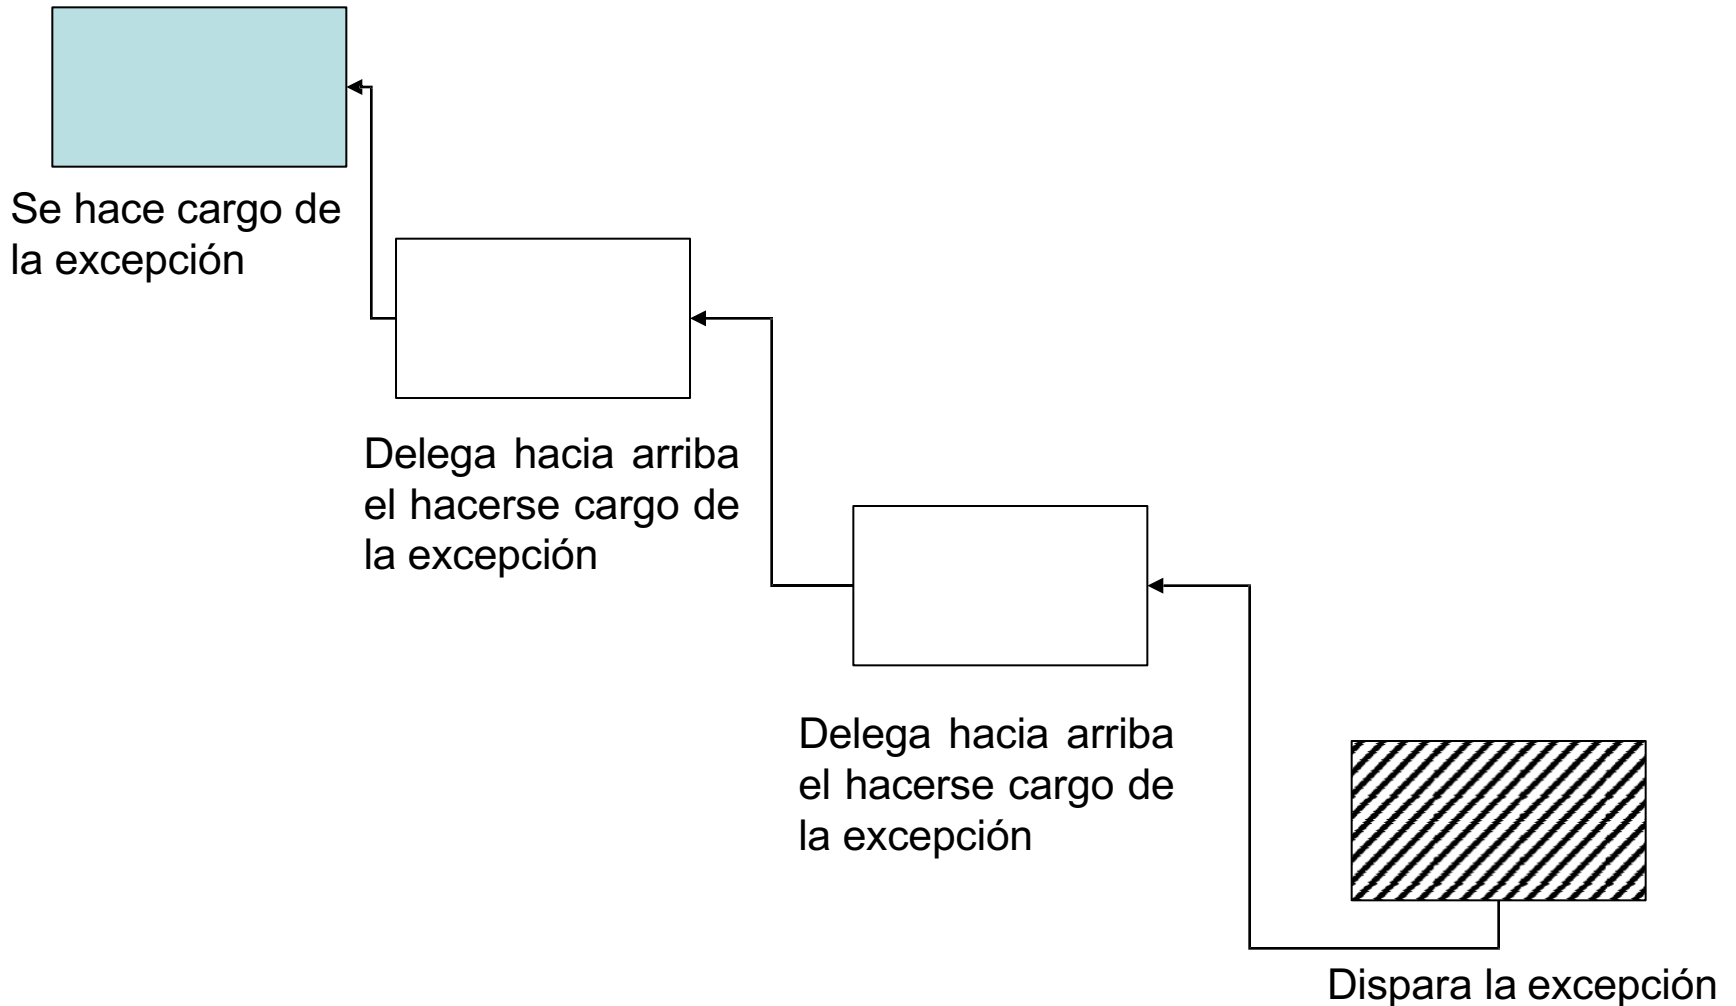 Se hace cargo de
la excepción
Delega hacia arriba
el hacerse cargo de
la excepción
Delega hacia arriba
el hacerse cargo de
la excepción
Dispara la excepción